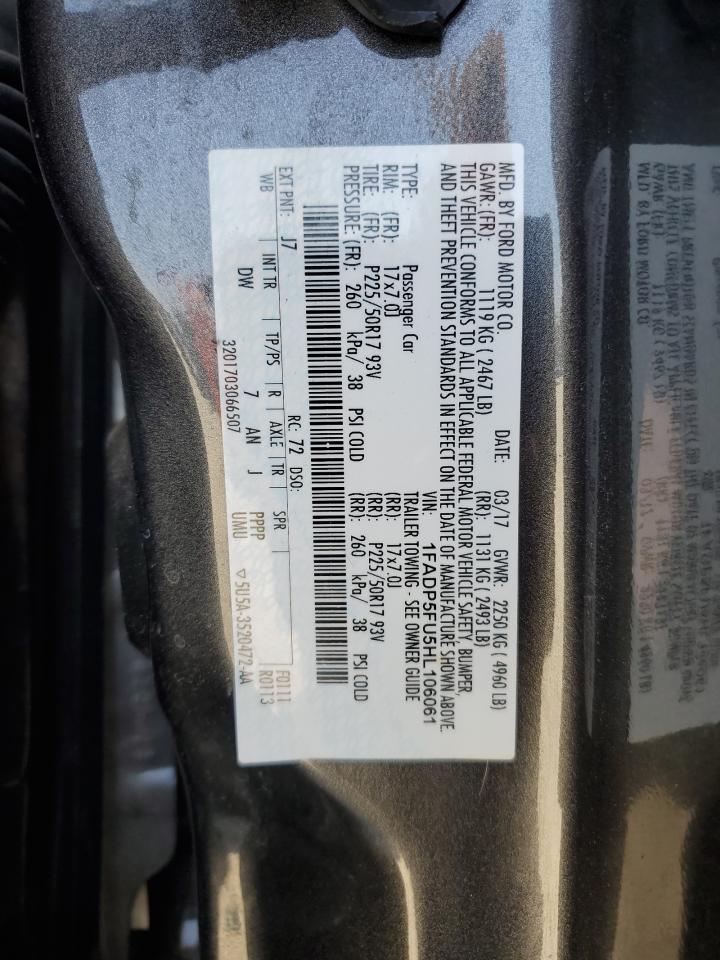 MFD. BY FORD MOTOR CO.
DATE: 03/17 GVWR: 2250 KG ( 4960 LB)
GAWR: (FR): 1119 KG ( 2467 LB) (RR): 1131 KG ( 2493 LB)
THIS VEHICLE CONFORMS TO ALL APPLICABLE FEDERAL MOTOR VEHICLE SAFETY, BUMPER,
AND THEFT PREVENTION STANDARDS IN EFFECT ON THE DATE OF MANUFACTURE SHOWN ABOVE.
VIN: 1FADP5FU5HL106061
TYPE: Passenger Car TRAILER TOWING - SEE OWNER GUIDE
RIM: (FR): 17x7.0J (RR): 17x7.0J
TIRE: (FR): P225/50R17 93V (RR): P225/50R17 93V
PRESSURE: (FR): 260 kPa/ 38 PSI COLD (RR): 260 kPa/ 38 PSI COLD
RC: 72 DSO:
EXT PNT: J7 F0111
WB INT TR TP/PS R AXLE TR SPR R0113
DW 7 AN J PPPP
UMU
3201703066507 ▽5U5A-3520472-AA